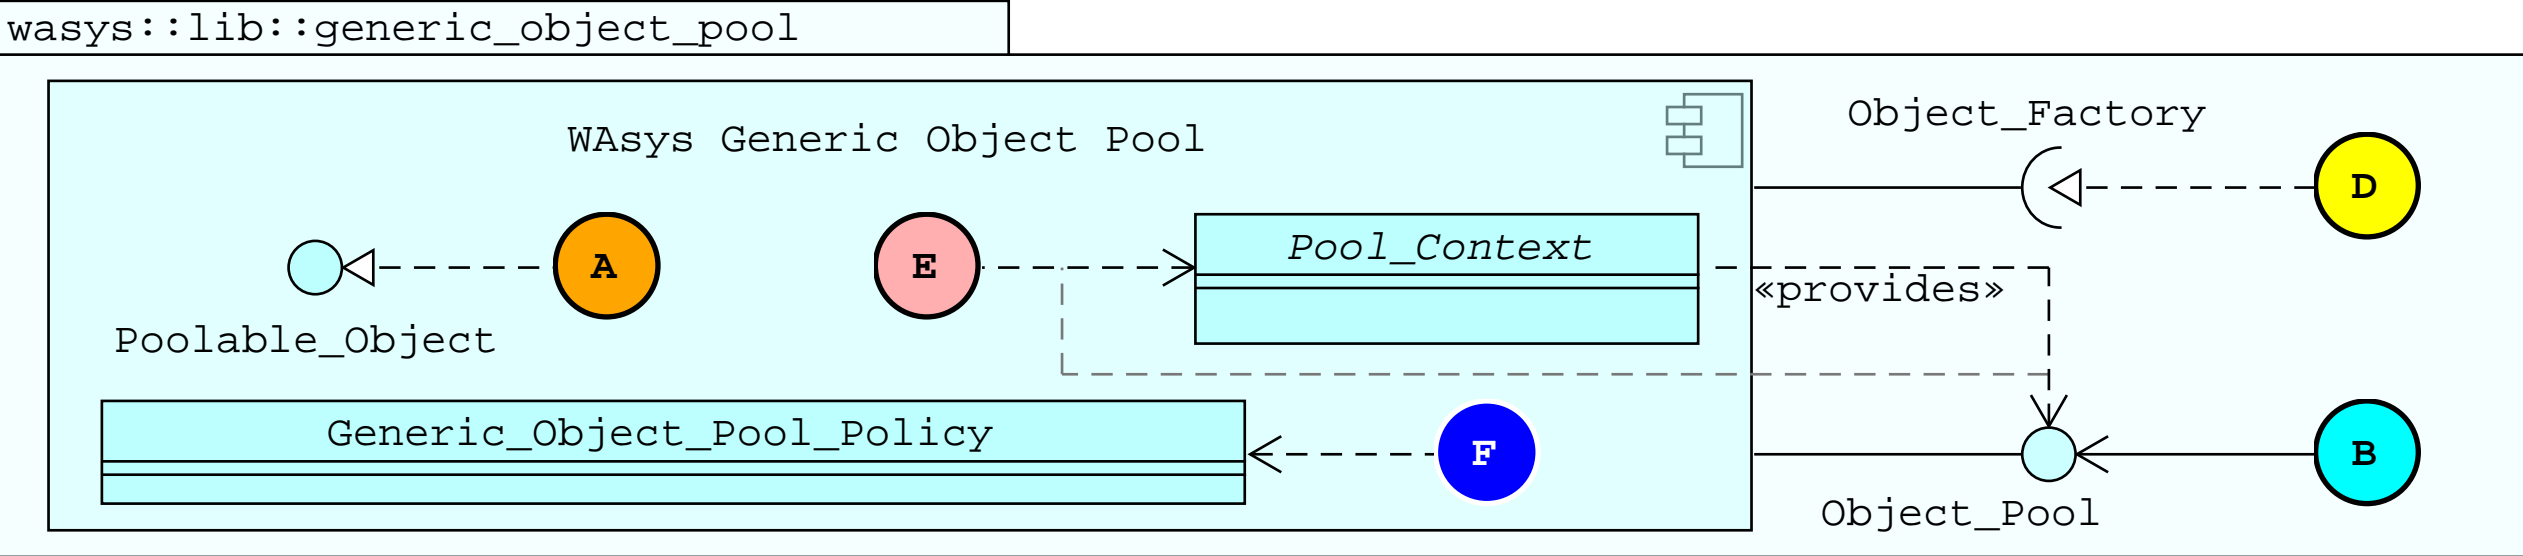 wasys::lib::generic_object_pool
WAsys Generic Object Pool
Object_Factory
D
A
E
Pool_Context
«provides»
Poolable_Object
Generic_Object_Pool_Policy
F
B
Object_Pool